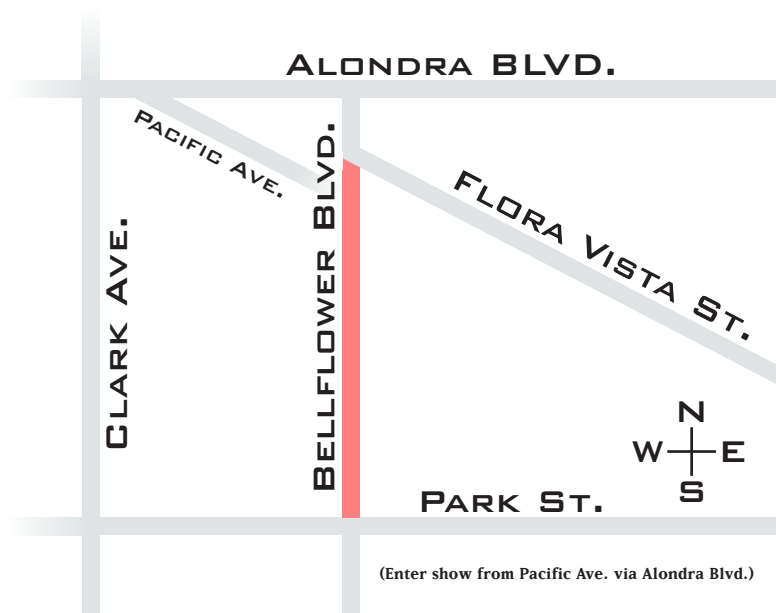 ALONDRA BLVD.
PACIFIC AVE.
BELLFLOWER BLVD.
FLORA VISTA ST.
CLARK AVE.
N
W E
S
PARK ST.
(Enter show from Pacific Ave. via Alondra Blvd.)